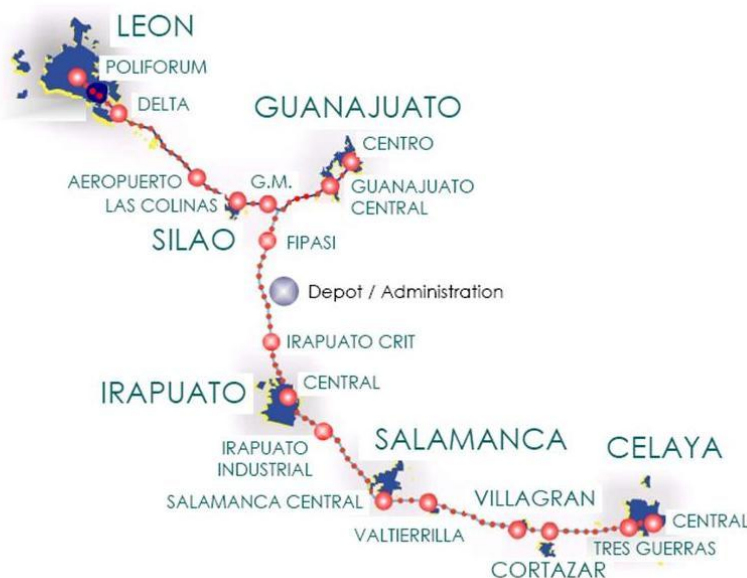 LEON
POLIFORUM
DELTA
GUANAJUATO
CENTRO
AEROPUERTO
G.M.
GUANAJUATO
CENTRAL
LAS COLINAS
SILAO
FIPASI
Depot / Administration
IRAPUATO CRIT
IRAPUATO
CENTRAL
IRAPUATO
INDUSTRIAL
SALAMANCA
CELAYA
SALAMANCA CENTRAL
VILLAGRAN
VALTIERRILLA
CENTRAL
TRES GUERRAS
CORTAZAR